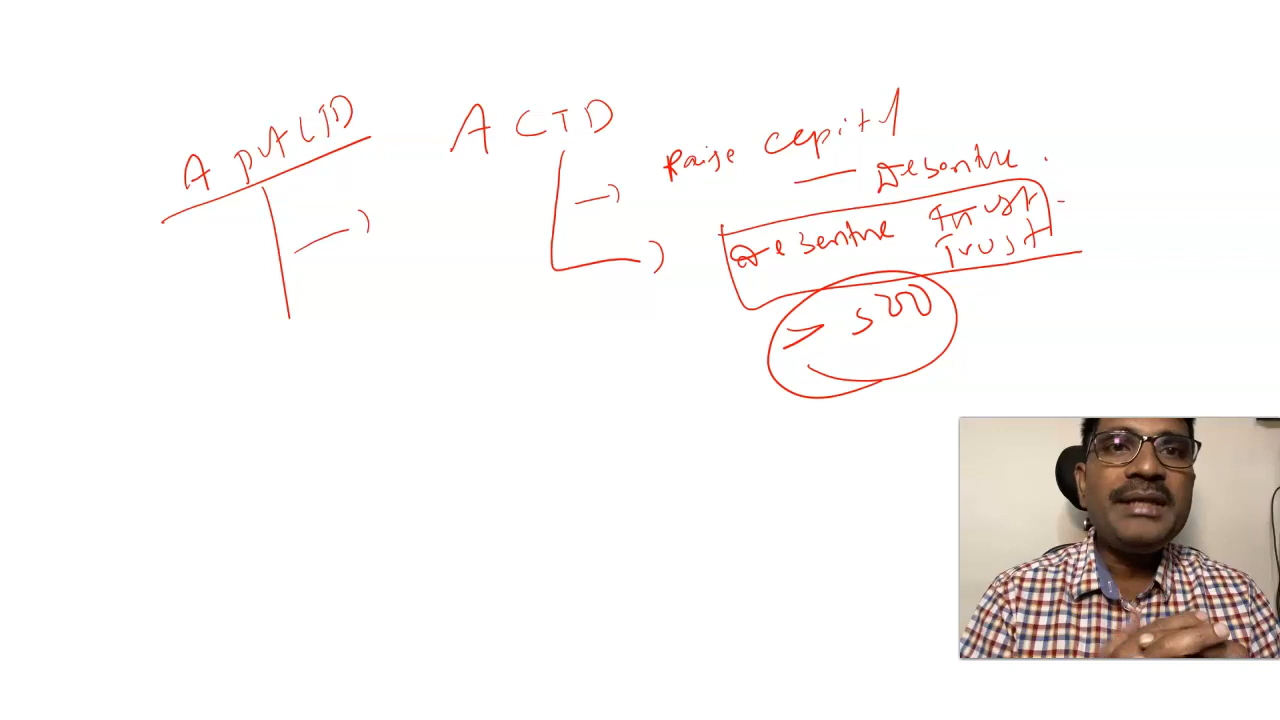 A PVT LTD
A LTD
Raise capital
— Debenture.
Debenture Trust.
Trust
> 500